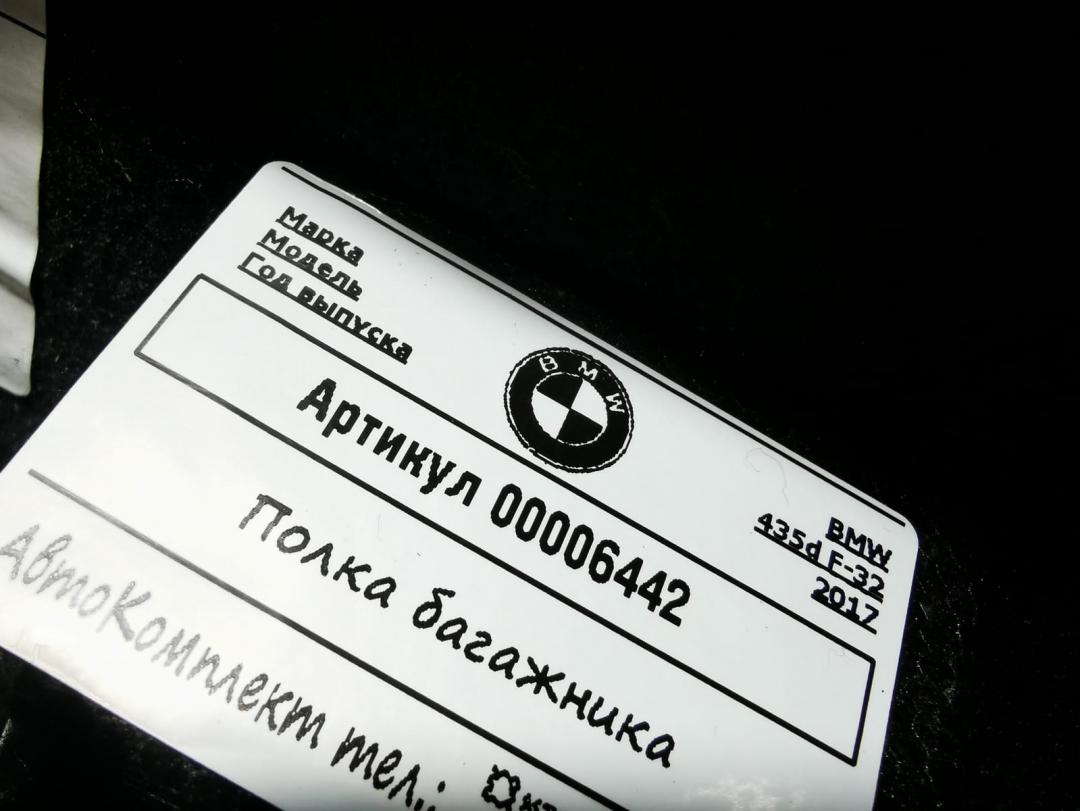 Марка BMW
Модель 435d F-32
Год выпуска 2017
BMW
Артикул 00006442
Полка багажника
АвтоКомплект тел.: